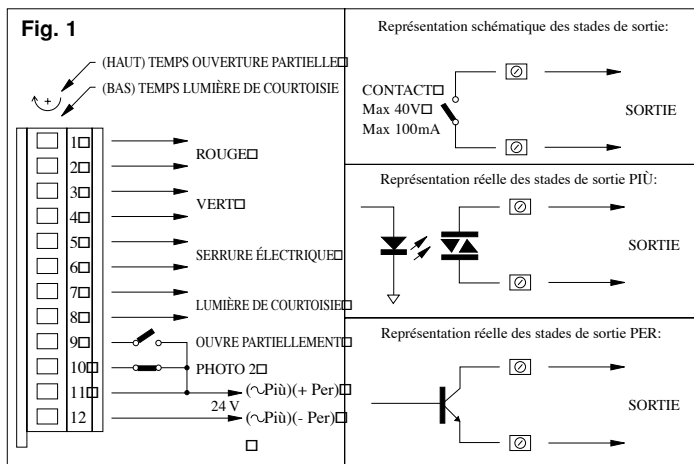 Fig. 1
(HAUT) TEMPS OUVERTURE PARTIELLE
(BAS) TEMPS LUMIÈRE DE COURTOISIE
+
1
2
ROUGE
3
4
VERT
5
6
SERRURE ÉLECTRIQUE
7
8
LUMIÈRE DE COURTOISIE
9
OUVRE PARTIELLEMENT
10
PHOTO 2
11
(~Più)(+ Per)
24 V
12
(~Più)(- Per)
Représentation schématique des stades de sortie:
CONTACT
Max 40V
Max 100mA
SORTIE
Représentation réelle des stades de sortie PIÙ:
SORTIE
Représentation réelle des stades de sortie PER:
SORTIE